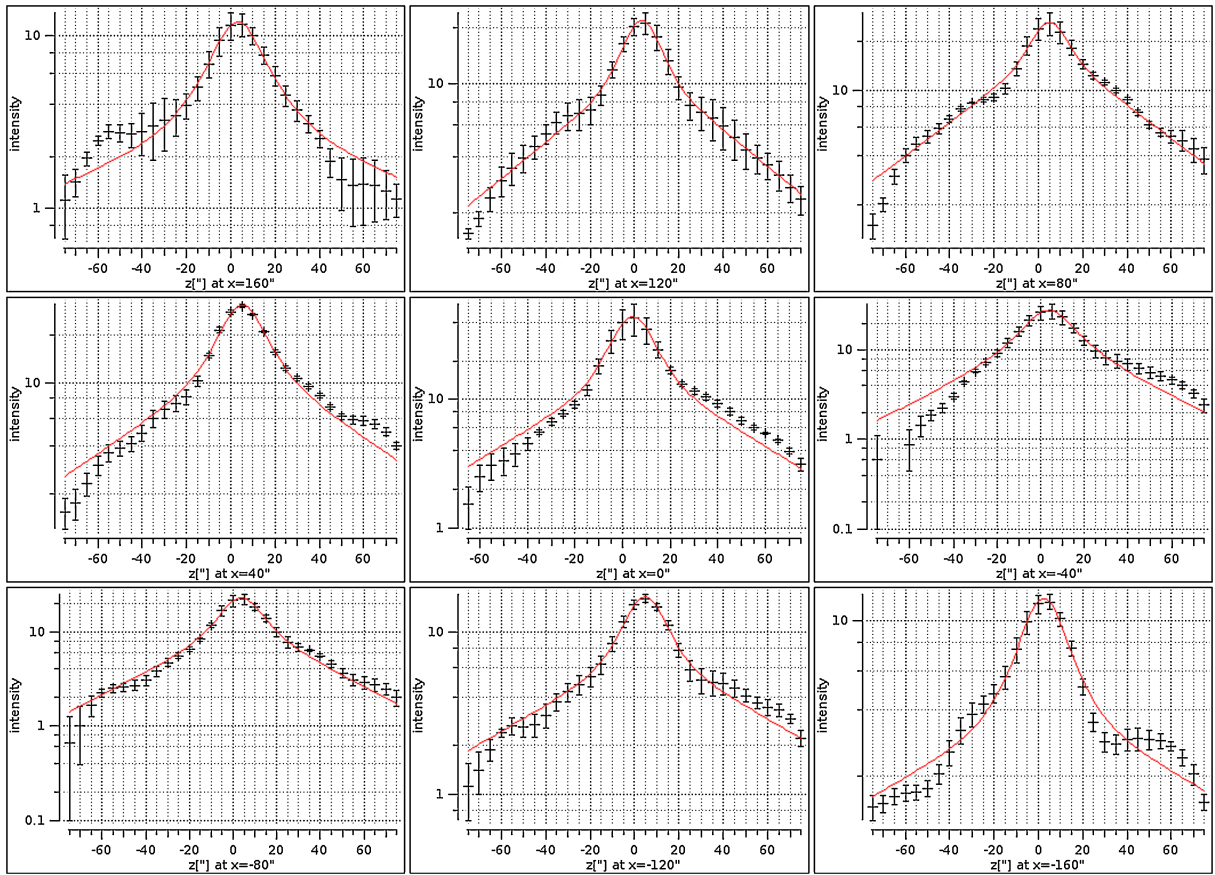 10
1
intensity
-60 -40 -20 0 20 40 60
z["] at x=160"
10
intensity
-60 -40 -20 0 20 40 60
z["] at x=120"
10
intensity
-60 -40 -20 0 20 40 60
z["] at x=80"
10
intensity
-60 -40 -20 0 20 40 60
z["] at x=40"
10
1
intensity
-60 -40 -20 0 20 40 60
z["] at x=0"
10
1
0.1
intensity
-60 -40 -20 0 20 40 60
z["] at x=-40"
10
1
0.1
intensity
-60 -40 -20 0 20 40 60
z["] at x=-80"
10
1
intensity
-60 -40 -20 0 20 40 60
z["] at x=-120"
10
intensity
-60 -40 -20 0 20 40 60
z["] at x=-160"